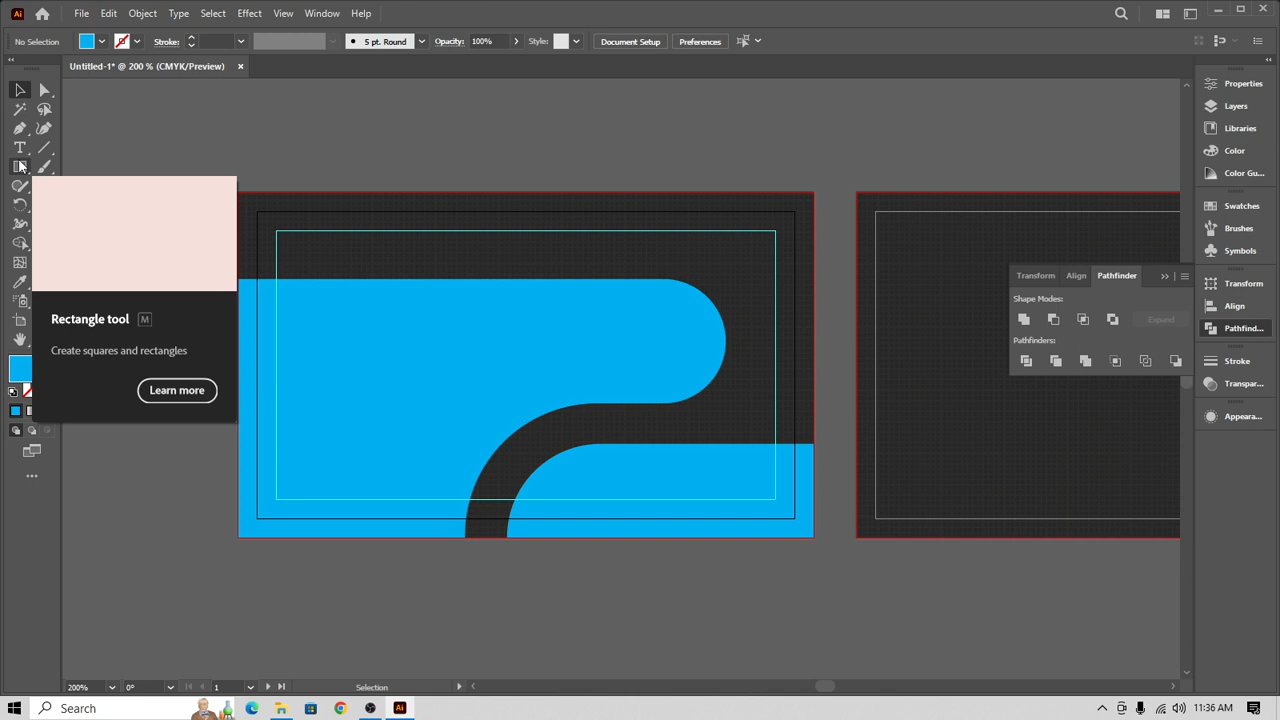 Ai File Edit Object Type Select Effect View Window Help
No Selection Stroke: 5 pt. Round Opacity: 100% Style: Document Setup Preferences
Untitled-1* @ 200 % (CMYK/Preview)
Properties
Layers
Libraries
Color
Color Gu...
Swatches
Brushes
Symbols
Transform
Align
Pathfind...
Stroke
Transpar...
Appeara...
Transform Align Pathfinder
Shape Modes:
Expand
Pathfinders:
T
Rectangle tool M
Create squares and rectangles
Learn more
200% 0° 1 Selection
Search Ai 11:36 AM